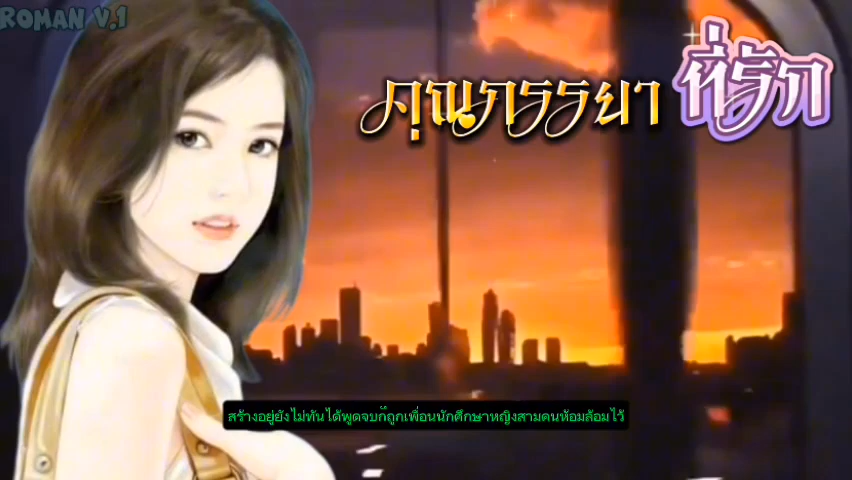 ROMAN V.1
คุณภรรยา ที่รัก
สร้างอยู่ยังไม่ทันได้พูดจบก็ถูกเพื่อนนักศึกษาหญิงสามคนห้อมล้อมไว้